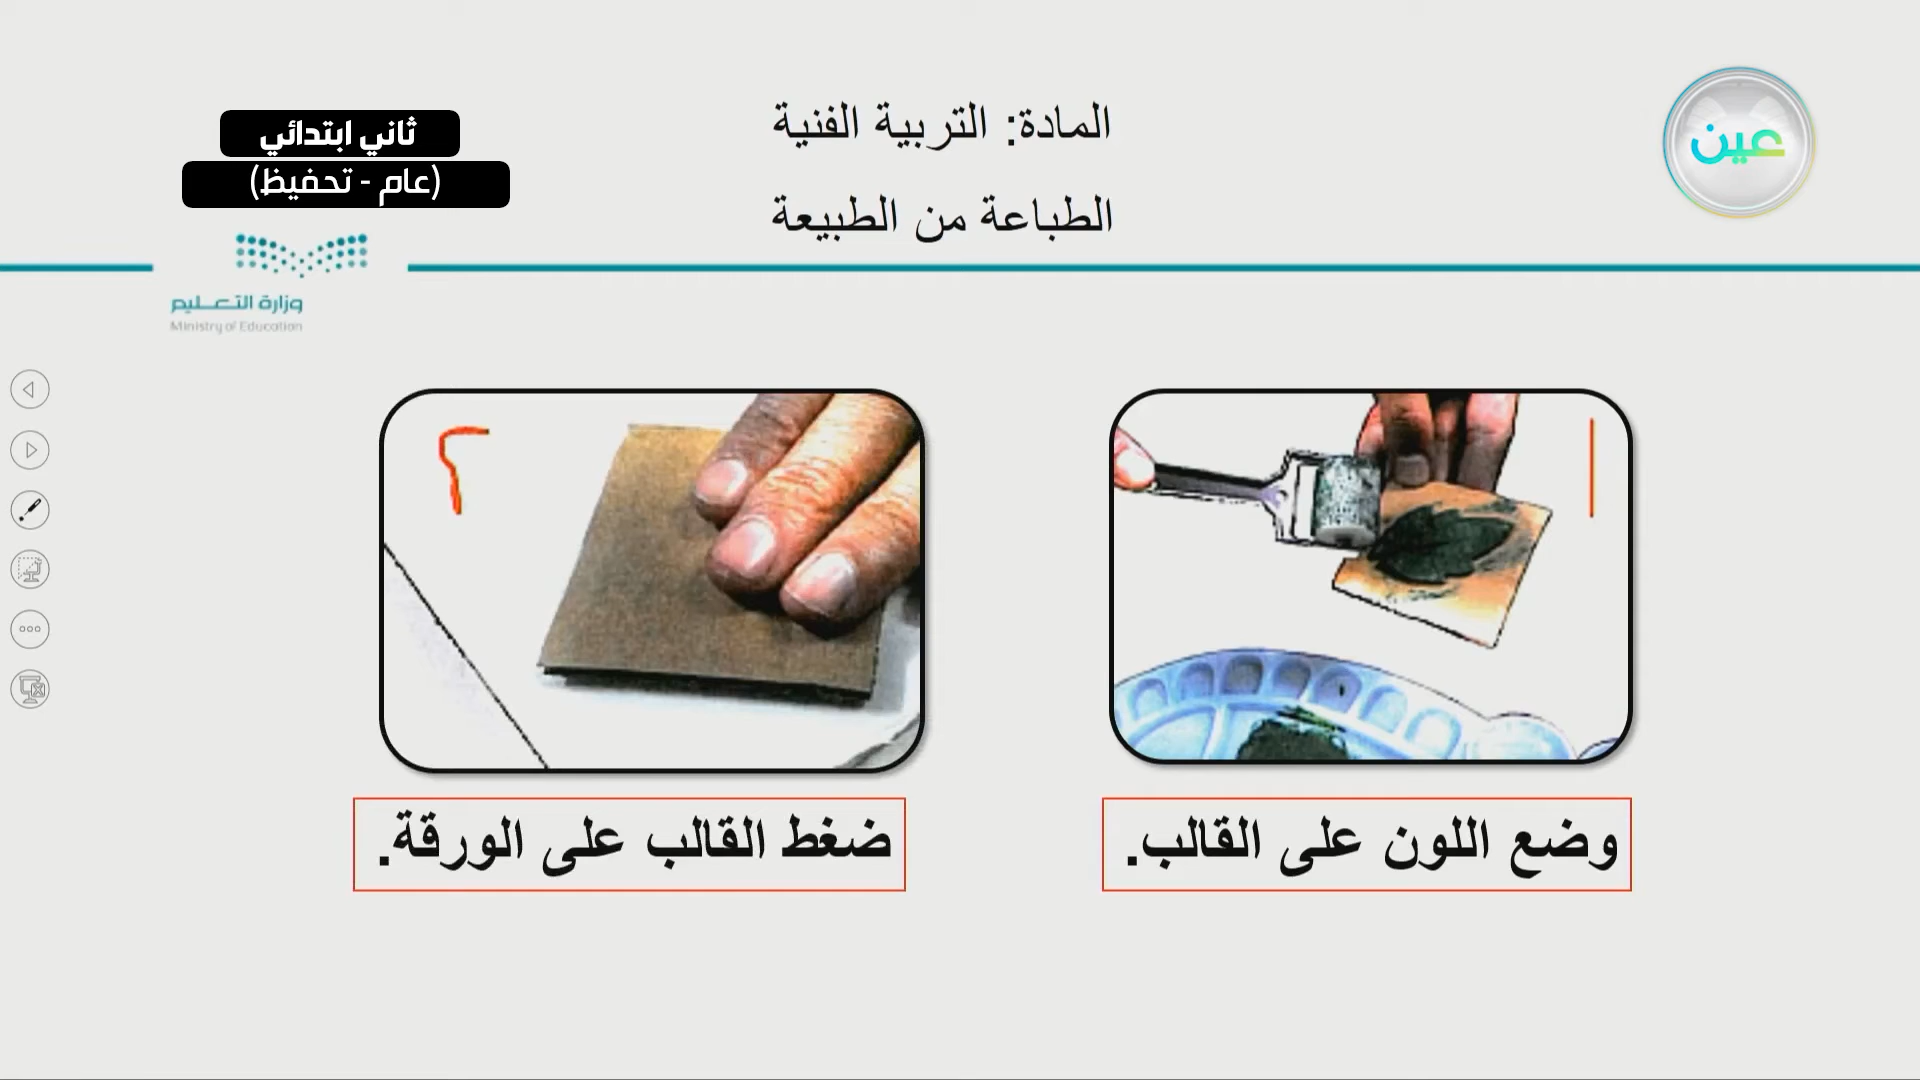 المادة: التربية الفنية
الطباعة من الطبيعة
عين
ثاني ابتدائي
(عام - تحفيظ)
وزارة التعليم
Ministry of Education
١
٢
وضع اللون على القالب.
ضغط القالب على الورقة.